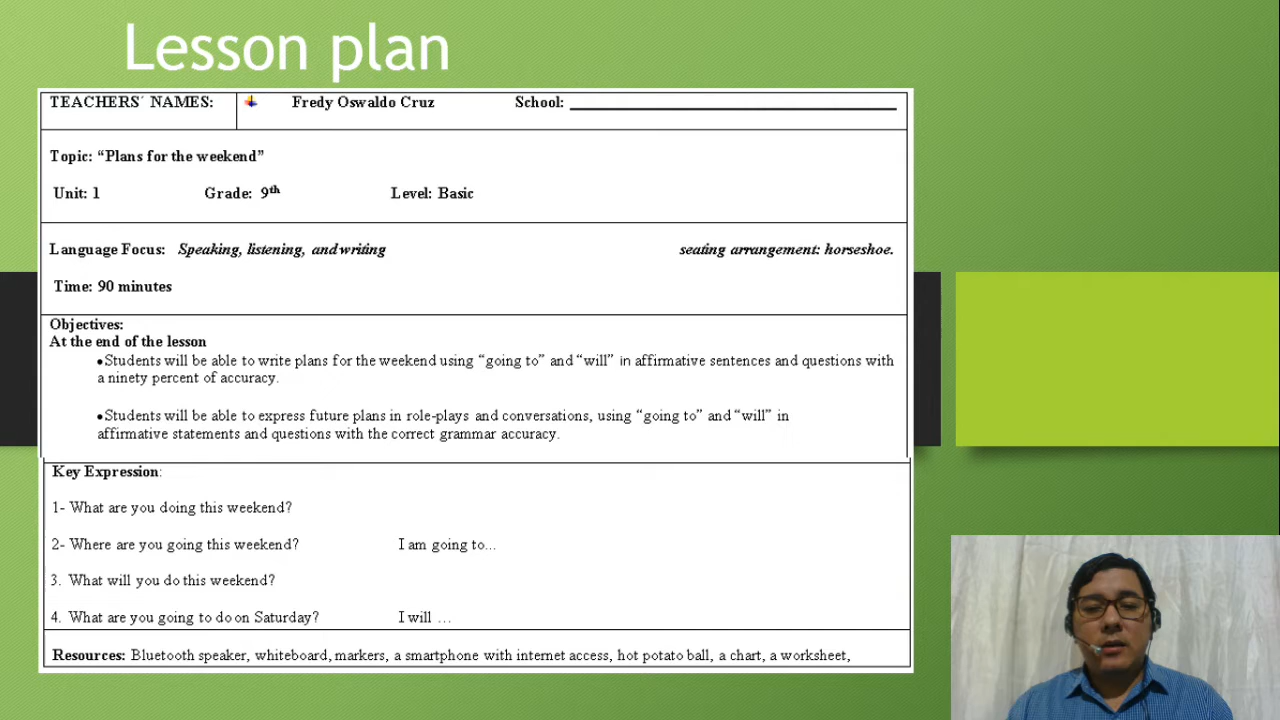 Lesson plan
TEACHERS´ NAMES: Fredy Oswaldo Cruz School: ________________
Topic: “Plans for the weekend”
Unit: 1 Grade: 9th Level: Basic
Language Focus: Speaking, listening, and writing seating arrangement: horseshoe.
Time: 90 minutes
Objectives:
At the end of the lesson
•Students will be able to write plans for the weekend using “going to” and “will” in affirmative sentences and questions with
a ninety percent of accuracy.
•Students will be able to express future plans in role-plays and conversations, using “going to” and “will” in
affirmative statements and questions with the correct grammar accuracy.
Key Expression:
1- What are you doing this weekend?
2- Where are you going this weekend? I am going to...
3. What will you do this weekend?
4. What are you going to do on Saturday? I will …
Resources: Bluetooth speaker, whiteboard, markers, a smartphone with internet access, hot potato ball, a chart, a worksheet,